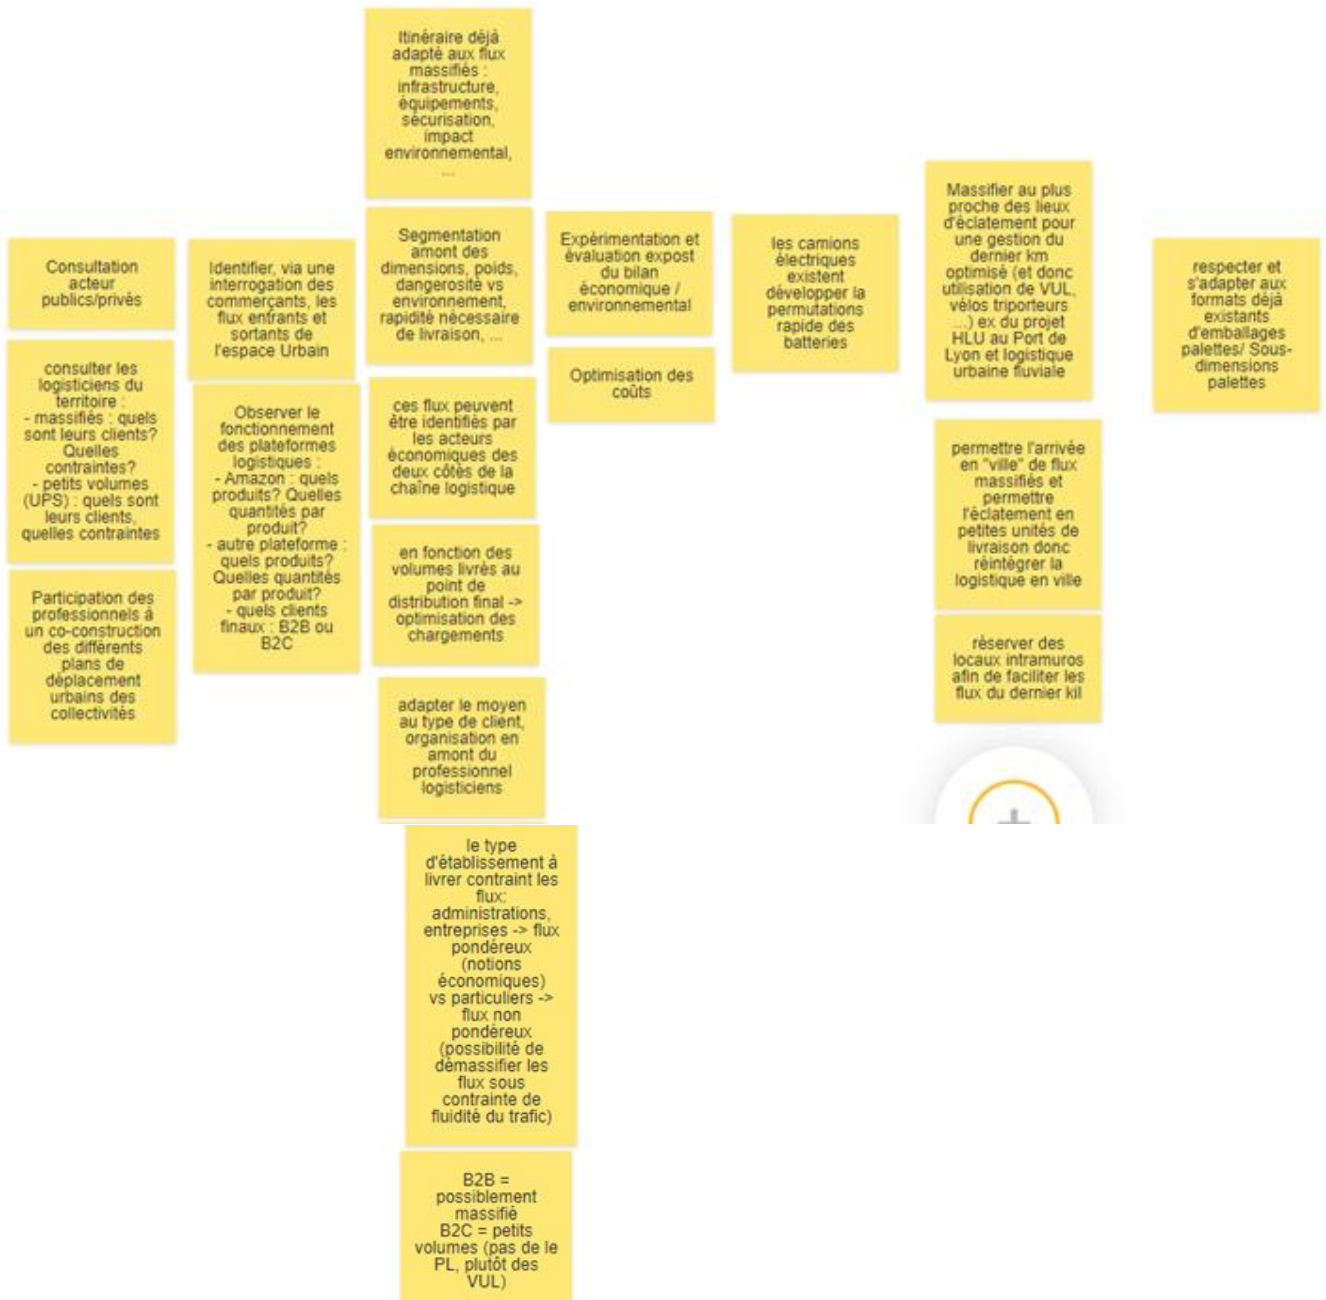 Consultation
acteur
publics/privés
consulter les
logisticiens du
territoire :
- massifiés : quels
sont leurs clients?
Quelles
contraintes?
- petits volumes
(UPS) : quels sont
leurs clients,
quelles contraintes
Participation des
professionnels à
un co-construction
des différents
plans de
déplacement
urbains des
collectivités
Identifier, via une
interrogation des
commerçants, les
flux entrants et
sortants de
l'espace Urbain
Observer le
fonctionnement
des plateformes
logistiques :
- Amazon : quels
produits? Quelles
quantités par
produit?
- autre plateforme :
quels produits?
Quelles quantités
par produit?
- quels clients
finaux : B2B ou
B2C
Itinéraire déjà
adapté aux flux
massifiés :
infrastructure,
équipements,
sécurisation,
impact
environnemental,
...
Segmentation
amont des
dimensions, poids,
dangerosité vs
environnement,
rapidité nécessaire
de livraison, ...
ces flux peuvent
être identifiés par
les acteurs
économiques des
deux côtés de la
chaîne logistique
en fonction des
volumes livrés au
point de
distribution final ->
optimisation des
chargements
adapter le moyen
au type de client,
organisation en
amont du
professionnel
logisticiens
le type
d'établissement à
livrer contraint les
flux:
administrations,
entreprises -> flux
pondéreux
(notions
économiques)
vs particuliers ->
flux non
pondéreux
(possibilité de
démassifier les
flux sous
contrainte de
fluidité du trafic)
B2B =
possiblement
massifié
B2C = petits
volumes (pas de le
PL, plutôt des
VUL)
Expérimentation et
évaluation expost
du bilan
économique /
environnemental
Optimisation des
coûts
les camions
électriques
existent
développer la
permutations
rapide des
batteries
Massifier au plus
proche des lieux
d'éclatement pour
une gestion du
dernier km
optimisé (et donc
utilisation de VUL,
vélos triporteurs
...) ex du projet
HLU au Port de
Lyon et logistique
urbaine fluviale
permettre l'arrivée
en "ville" de flux
massifiés et
permettre
l'éclatement en
petites unités de
livraison donc
réintégrer la
logistique en ville
réserver des
locaux intramuros
afin de faciliter les
flux du dernier kil
respecter et
s'adapter aux
formats déjà
existants
d'emballages
palettes/ Sous-
dimensions
palettes